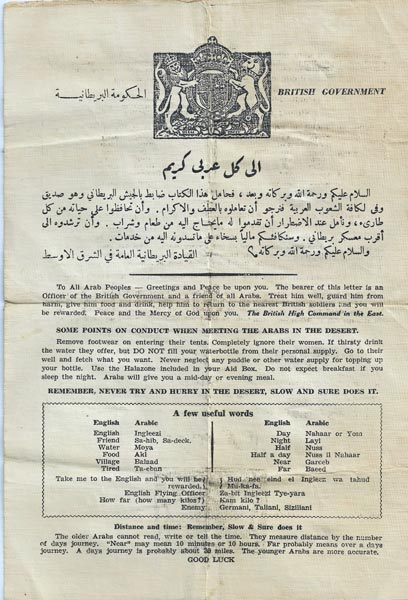 الحكومة البريطانية
BRITISH GOVERNMENT
الى كل عربي كريم .
السلام عليكم ورحمة الله وبركاته وبعد ، فحامل هذا الكتاب ضابط بالجيش البريطاني وهو صديق
وفي لكافة الشعوب العربية فنرجو أن تعاملوه بالعطف والاكرام . وأن تحافظوا على حياته من كل
طارىء ، ونأمل عند الاضطرار أن تقدموا له مايحتاج اليه من طعام وشراب . وأن ترشدوه الى
أقرب معسكر بريطاني . وسنكافئكم مالياً بسخاء على ماتسدونه اليه من خدمات .
والسلام عليكم ورحمة الله وبركاته؟
القيادة البريطانية العامة في الشرق الاوسط
To All Arab Peoples — Greetings and Peace be upon you. The bearer of this letter is an
Officer of the British Government and a friend of all Arabs. Treat him well, guard him from
harm, give him food and drink, help him to return to the nearest British soldiers and you will
be rewarded. Peace and the Mercy of God upon you. The British High Command in the East.
SOME POINTS ON CONDUCT WHEN MEETING THE ARABS IN THE DESERT.
Remove footwear on entering their tents. Completely ignore their women. If thirsty drink
the water they offer, but DO NOT fill your waterbottle from their personal supply. Go to their
well and fetch what you want. Never neglect any puddle or other water supply for topping up
your bottle. Use the Halazone included in your Aid Box. Do not expect breakfast if you
sleep the night. Arabs will give you a mid-day or evening meal.
REMEMBER, NEVER TRY AND HURRY IN THE DESERT, SLOW AND SURE DOES IT.
A few useful words
English Arabic English Arabic
English Ingleezi Day Nahaar or Yom
Friend Sa-hib, Sa-deek. Night Layl
Water Moya Half Nuss
Food Akl Half a day Nuss il Nahaar
Village Balaad Near Gareeb
Tired Ta-eban Far Baeed
Take me to the English and you will be rewarded. Hud nee eind el Ingleez wa tahud Mu-ka-fa.
English Flying Officer Za-bit Ingleezi Tye-yara
How far (how many kilos?) Kam kilo ?
Enemy Germani, Taliani, Siziliani
Distance and time: Remember, Slow & Sure does it
The older Arabs cannot read, write or tell the time. They measure distance by the number
of days journey. "Near" may mean 10 minutes or 10 hours. Far probably means over a days
journey. A days journey is probably about 30 miles. The younger Arabs are more accurate.
GOOD LUCK